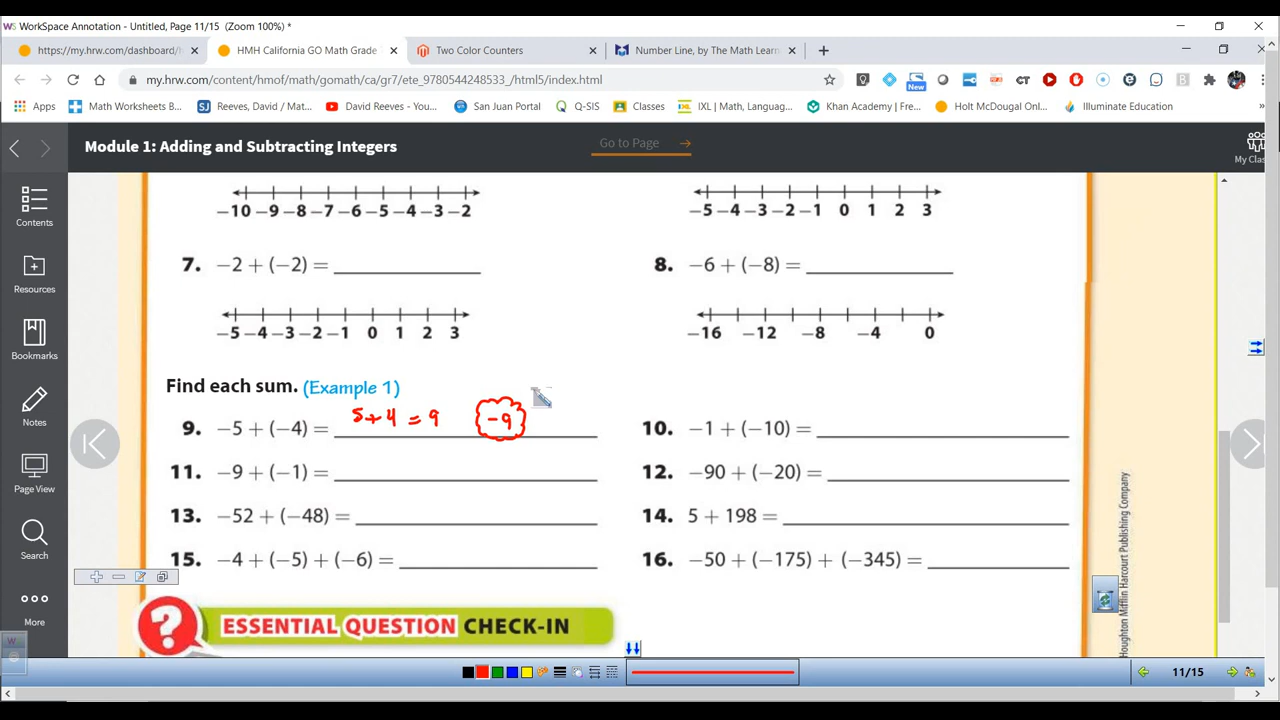 WorkSpace Annotation - Untitled, Page 11/15 (Zoom 100%) *
https://my.hrw.com/dashboard/
HMH California GO Math Grade
Two Color Counters
Number Line, by The Math Lear
my.hrw.com/content/hmof/math/gomath/ca/gr7/ete_9780544248533_/html5/index.html
New
CT
Apps
Math Worksheets B...
Reeves, David / Mat...
David Reeves - You...
San Juan Portal
Q-SIS
Classes
IXL | Math, Languag...
Khan Academy | Fre...
Holt McDougal Onl...
Illuminate Education
Module 1: Adding and Subtracting Integers
Go to Page
My Clas
Contents
Resources
Bookmarks
Notes
Page View
Search
More
−10 −9 −8 −7 −6 −5 −4 −3 −2
−5 −4 −3 −2 −1 0 1 2 3
7. −2 + (−2) =
8. −6 + (−8) =
−5 −4 −3 −2 −1 0 1 2 3
−16 −12 −8 −4 0
Find each sum. (Example 1)
5 + 4 = 9 −9
9. −5 + (−4) =
10. −1 + (−10) =
11. −9 + (−1) =
12. −90 + (−20) =
13. −52 + (−48) =
14. 5 + 198 =
15. −4 + (−5) + (−6) =
16. −50 + (−175) + (−345) =
Houghton Mifflin Harcourt Publishing Company
? ESSENTIAL QUESTION CHECK-IN
11/15